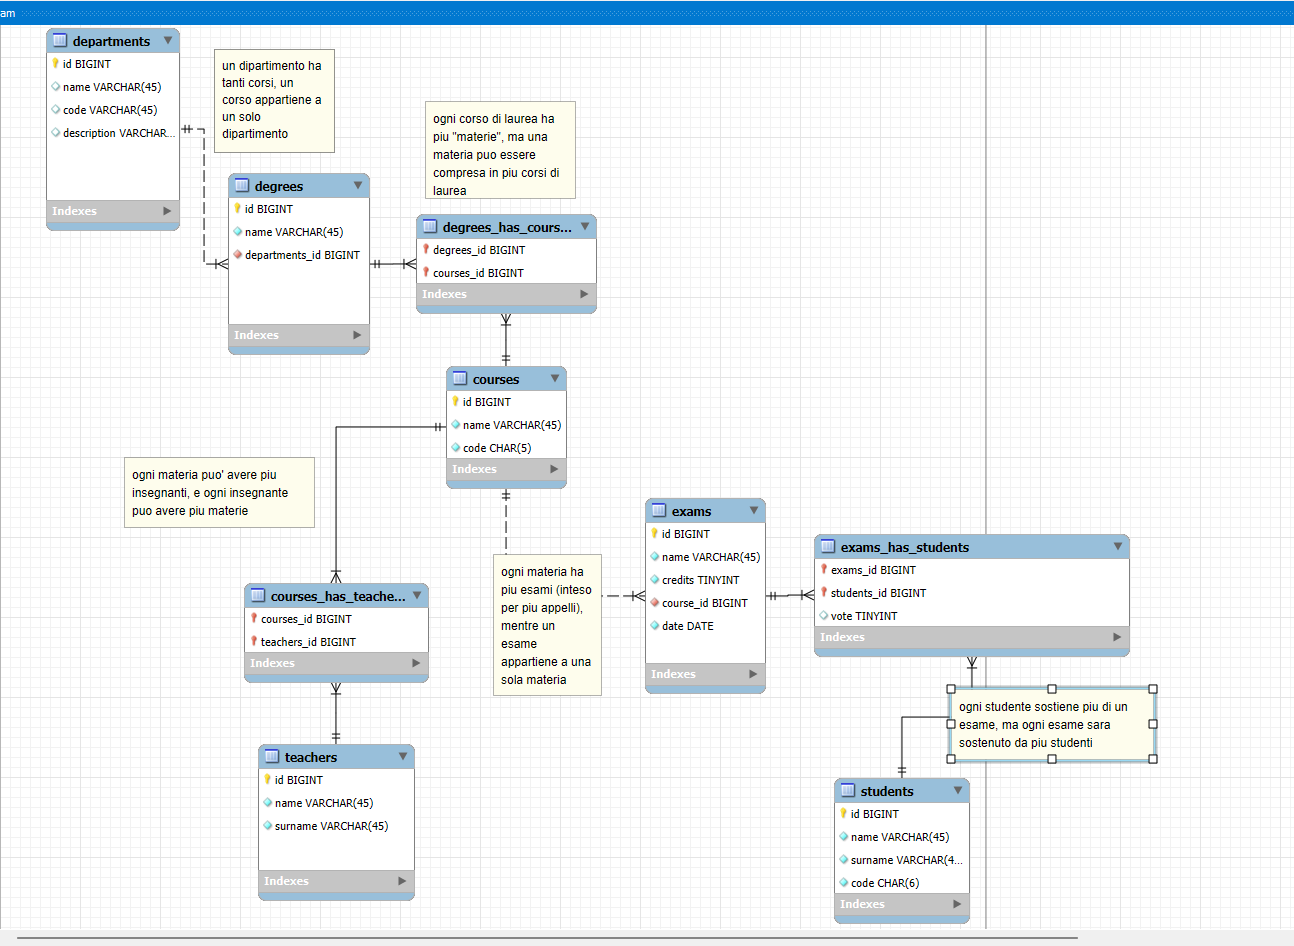 am
departments
id BIGINT
name VARCHAR(45)
code VARCHAR(45)
description VARCHAR...
Indexes
un dipartimento ha
tanti corsi, un
corso appartiene a
un solo
dipartimento
degrees
id BIGINT
name VARCHAR(45)
departments_id BIGINT
Indexes
ogni corso di laurea ha
piu "materie", ma una
materia puo essere
compresa in piu corsi di
laurea
degrees_has_cours...
degrees_id BIGINT
courses_id BIGINT
Indexes
courses
id BIGINT
name VARCHAR(45)
code CHAR(5)
Indexes
ogni materia puo' avere piu
insegnanti, e ogni insegnante
puo avere piu materie
courses_has_teache...
courses_id BIGINT
teachers_id BIGINT
Indexes
ogni materia ha
piu esami (inteso
per piu appelli),
mentre un
esame
appartiene a una
sola materia
exams
id BIGINT
name VARCHAR(45)
credits TINYINT
course_id BIGINT
date DATE
Indexes
exams_has_students
exams_id BIGINT
students_id BIGINT
vote TINYINT
Indexes
ogni studente sostiene piu di un
esame, ma ogni esame sara
sostenuto da piu studenti
teachers
id BIGINT
name VARCHAR(45)
surname VARCHAR(45)
Indexes
students
id BIGINT
name VARCHAR(45)
surname VARCHAR(4...
code CHAR(6)
Indexes